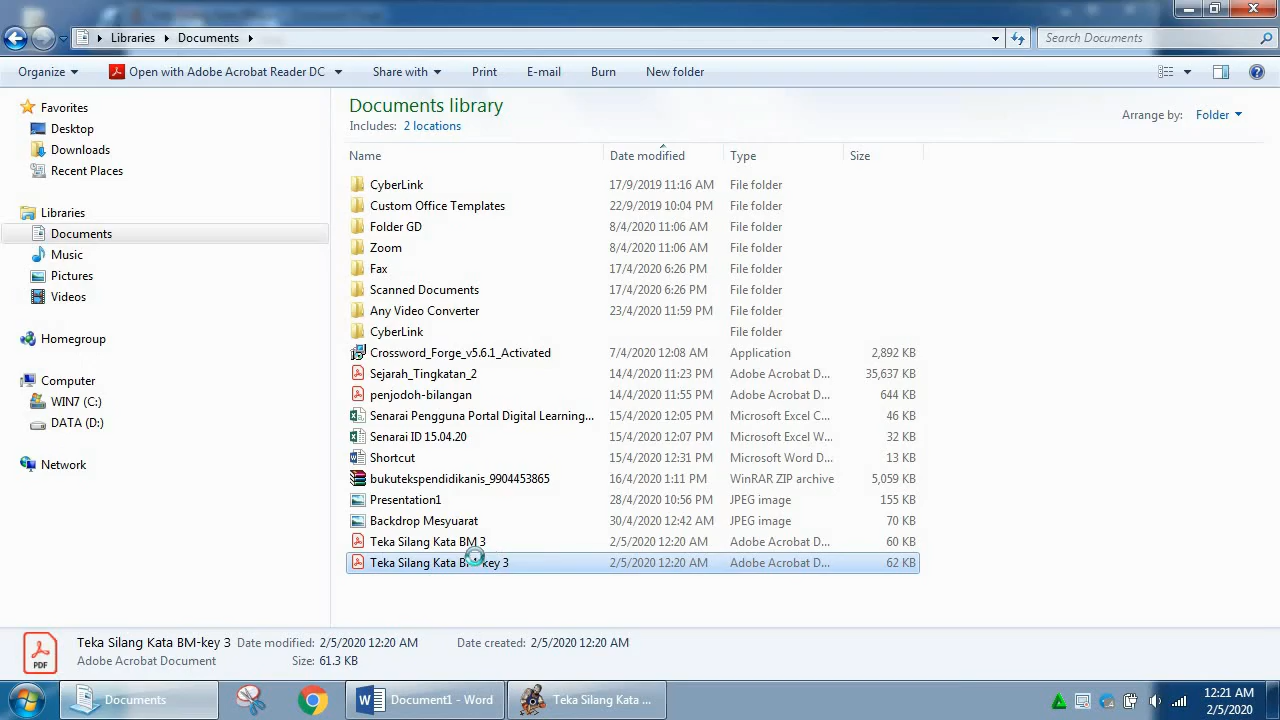 Libraries Documents Search Documents
Organize Open with Adobe Acrobat Reader DC Share with Print E-mail Burn New folder
Favorites
Desktop
Downloads
Recent Places
Libraries
Documents
Music
Pictures
Videos
Homegroup
Computer
WIN7 (C:)
DATA (D:)
Network
Documents library
Includes: 2 locations
Arrange by: Folder
Name Date modified Type Size
CyberLink 17/9/2019 11:16 AM File folder
Custom Office Templates 22/9/2019 10:04 PM File folder
Folder GD 8/4/2020 11:06 AM File folder
Zoom 8/4/2020 11:06 AM File folder
Fax 17/4/2020 6:26 PM File folder
Scanned Documents 17/4/2020 6:26 PM File folder
Any Video Converter 23/4/2020 11:59 PM File folder
CyberLink File folder
Crossword_Forge_v5.6.1_Activated 7/4/2020 12:08 AM Application 2,892 KB
Sejarah_Tingkatan_2 14/4/2020 11:23 PM Adobe Acrobat D... 35,637 KB
penjodoh-bilangan 14/4/2020 11:55 PM Adobe Acrobat D... 644 KB
Senarai Pengguna Portal Digital Learning... 15/4/2020 12:05 PM Microsoft Excel C... 46 KB
Senarai ID 15.04.20 15/4/2020 12:07 PM Microsoft Excel W... 32 KB
Shortcut 15/4/2020 12:31 PM Microsoft Word D... 13 KB
bukutekspendidikanis_9904453865 16/4/2020 1:11 PM WinRAR ZIP archive 5,059 KB
Presentation1 28/4/2020 10:56 PM JPEG image 155 KB
Backdrop Mesyuarat 30/4/2020 12:42 AM JPEG image 70 KB
Teka Silang Kata BM 3 2/5/2020 12:20 AM Adobe Acrobat D... 60 KB
Teka Silang Kata BM-key 3 2/5/2020 12:20 AM Adobe Acrobat D... 62 KB
Teka Silang Kata BM-key 3 Date modified: 2/5/2020 12:20 AM Date created: 2/5/2020 12:20 AM
Adobe Acrobat Document Size: 61.3 KB
PDF
Documents Document1 - Word Teka Silang Kata ... 12:21 AM
2/5/2020